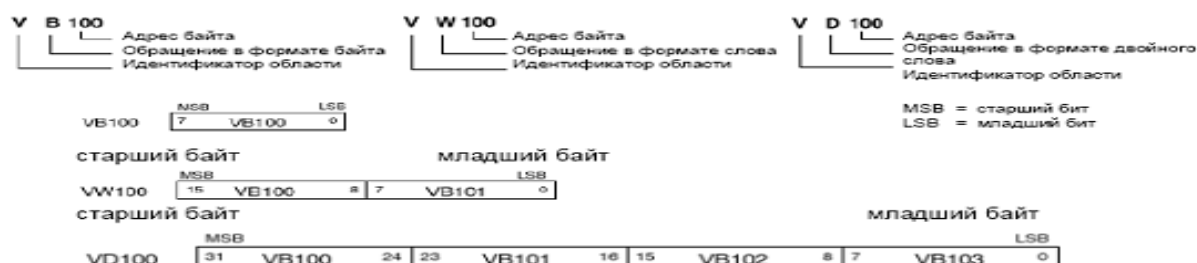 V B 100 V W 100 V D 100
Адрес байта Адрес байта Адрес байта
Обращение в формате байта Обращение в формате слова Обращение в формате двойного
слова
Идентификатор области Идентификатор области Идентификатор области
MSB LSB MSB = старший бит
VB100 7 VB100 0 LSB = младший бит
старший байт младший байт
MSB LSB
VW100 15 VB100 8 7 VB101 0
старший байт младший байт
MSB LSB
VD100 31 VB100 24 23 VB101 16 15 VB102 8 7 VB103 0